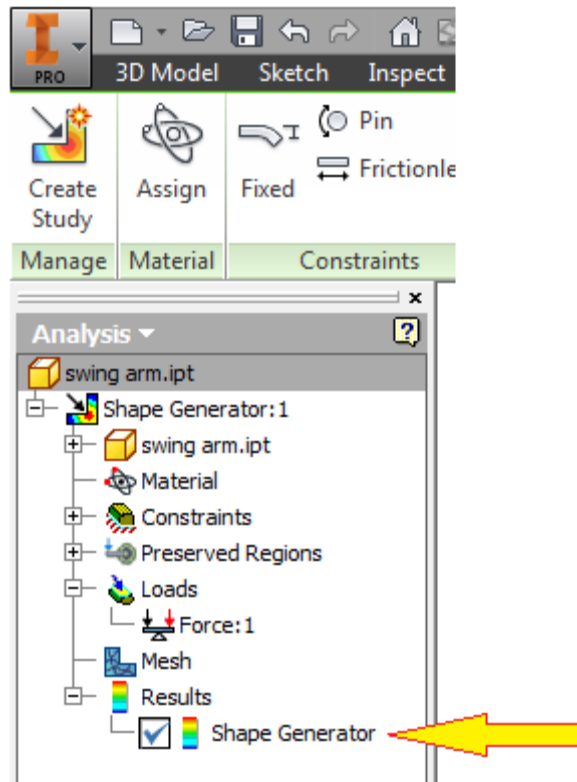 PRO
3D Model Sketch Inspect
Create Study
Assign
Fixed
Pin
Frictionle
Manage Material Constraints
Analysis
swing arm.ipt
Shape Generator:1
swing arm.ipt
Material
Constraints
Preserved Regions
Loads
Force:1
Mesh
Results
Shape Generator